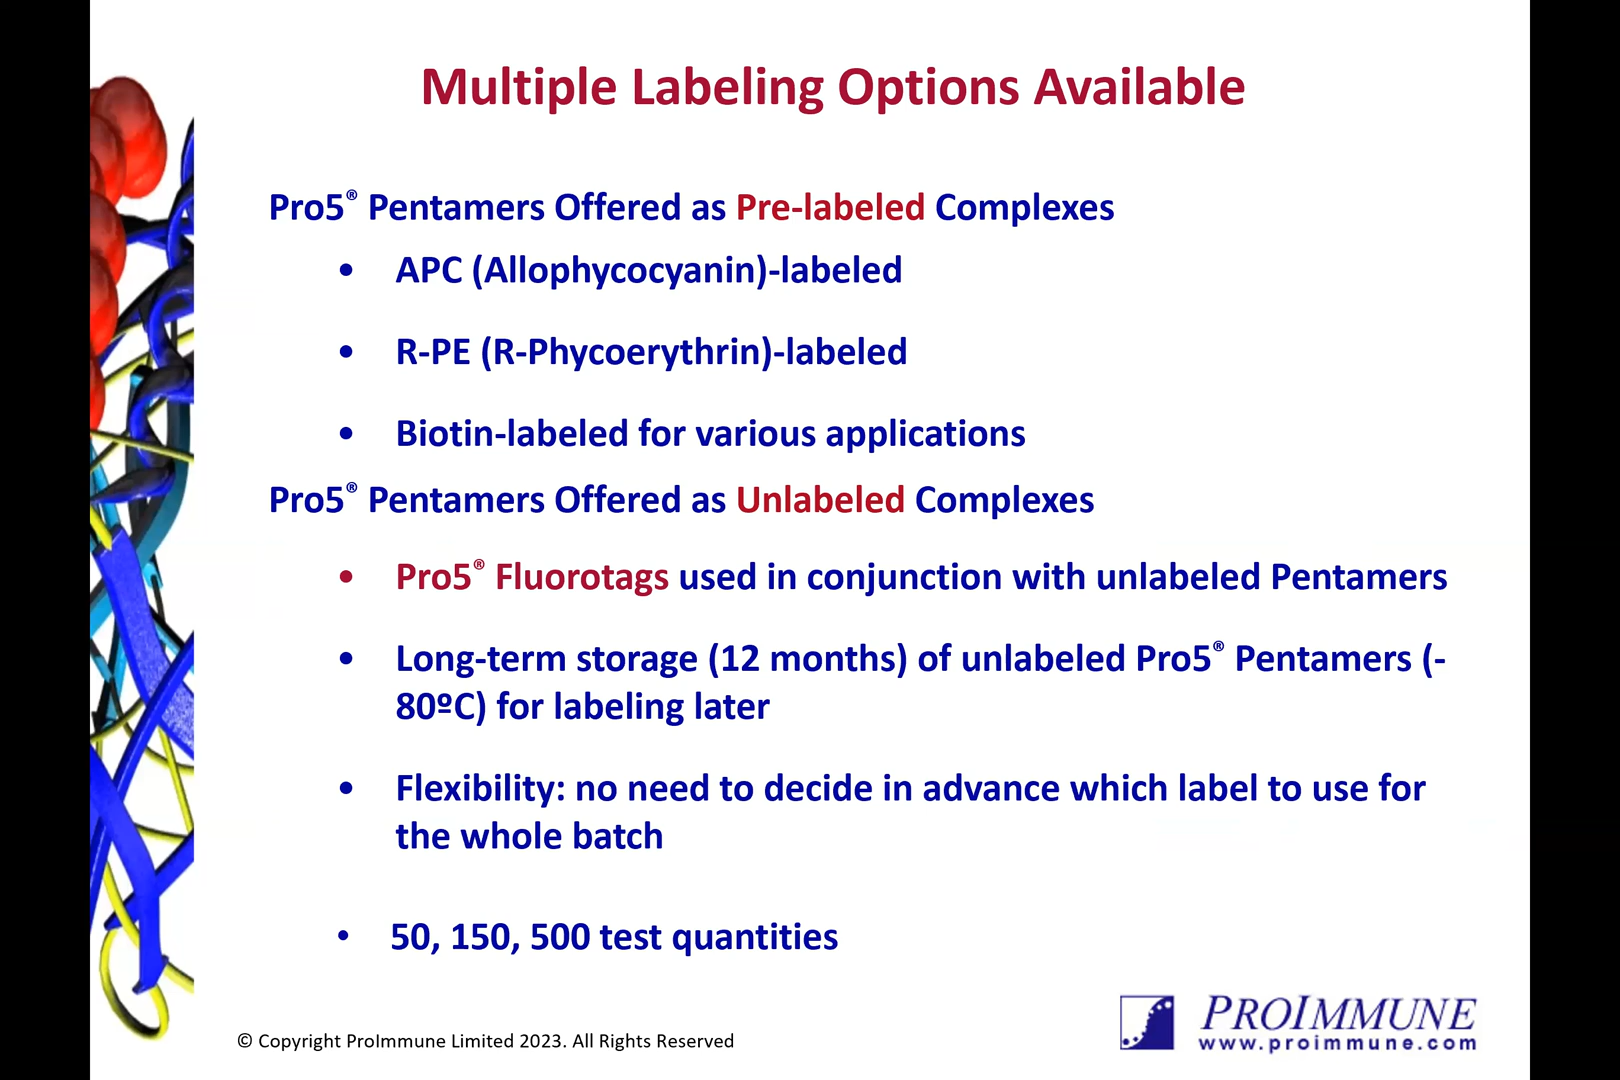 Multiple Labeling Options Available
Pro5® Pentamers Offered as Pre-labeled Complexes
• APC (Allophycocyanin)-labeled
• R-PE (R-Phycoerythrin)-labeled
• Biotin-labeled for various applications
Pro5® Pentamers Offered as Unlabeled Complexes
• Pro5® Fluorotags used in conjunction with unlabeled Pentamers
• Long-term storage (12 months) of unlabeled Pro5® Pentamers (-
80ºC) for labeling later
• Flexibility: no need to decide in advance which label to use for
the whole batch
• 50, 150, 500 test quantities
© Copyright ProImmune Limited 2023. All Rights Reserved
PROIMMUNE
www.proimmune.com